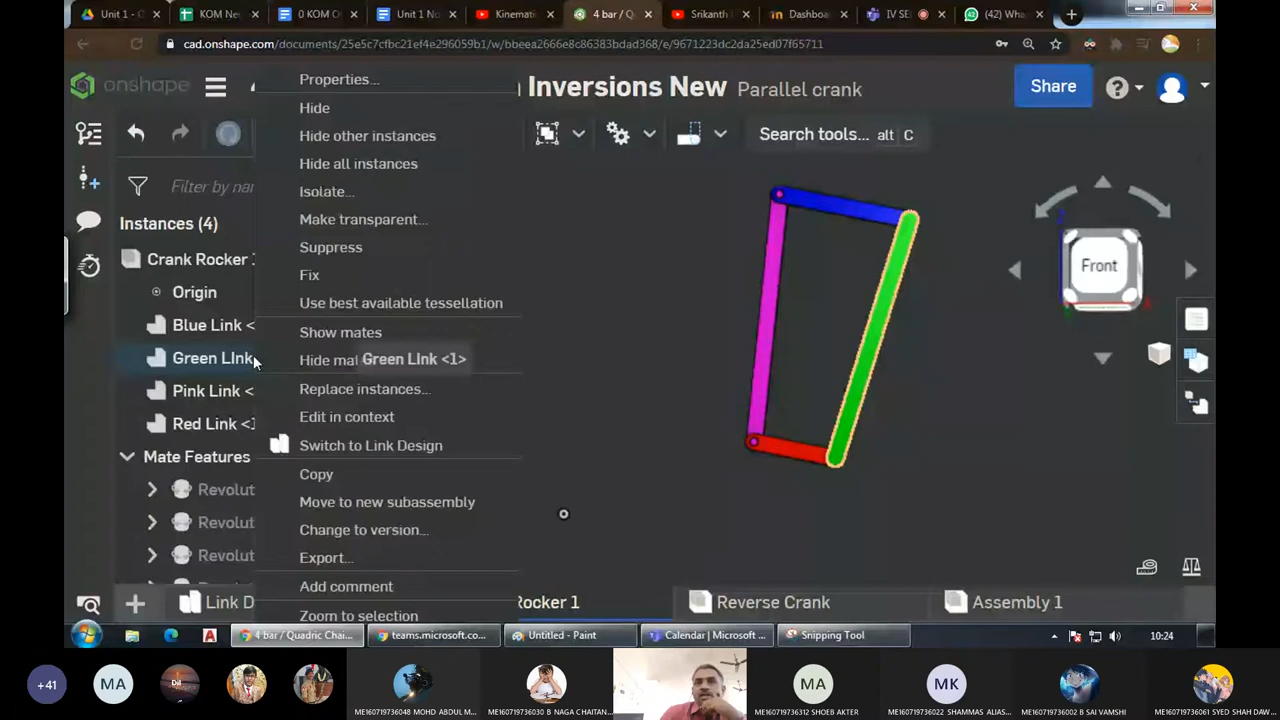 Unit 1 -
KOM Ne
0 KOM O
Unit 1 N
Kinemati
4 bar / Q
Srikanth
Dashboa
IV SE
(42) Wha
cad.onshape.com/documents/25e5c7cfbc21ef4e296059b1/w/bbeea2666e8c86383bdad368/e/9671223dc2da25ed07f65711
onshape
Inversions New
Parallel crank
Share
Search tools... alt C
Filter by nar
Instances (4)
Crank Rocker 1
Origin
Blue Link <
Green LInk
Pink Link <
Red Link <1
Mate Features
Revolut
Revolut
Revolut
Properties...
Hide
Hide other instances
Hide all instances
Isolate...
Make transparent...
Suppress
Fix
Use best available tessellation
Show mates
Hide mat
Green LInk <1>
Replace instances...
Edit in context
Switch to Link Design
Copy
Move to new subassembly
Change to version...
Export...
Add comment
Zoom to selection
Front
Link D
Rocker 1
Reverse Crank
Assembly 1
4 bar / Quadric Chai...
teams.microsoft.co...
Untitled - Paint
Calendar | Microsoft ...
Snipping Tool
10:24
+41
MA
Dil
MA
MK
ME160719736048 MOHD ABDUL M...
ME160719736030 B NAGA CHAITAN...
ME160719736312 SHOEB AKTER
ME160719736022 SHAMMAS ALIAS...
ME160719736002 B SAI VAMSHI
ME160719736061 SYED SHAH DAW...